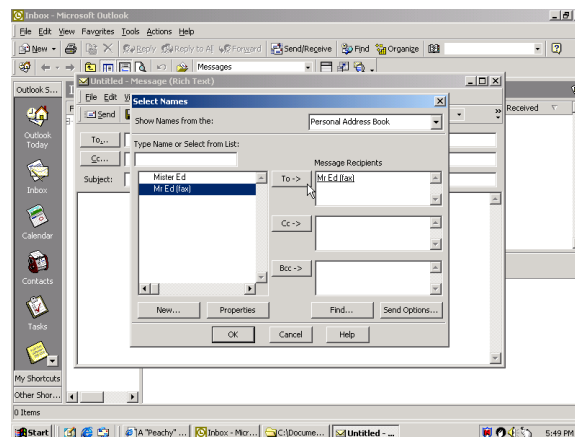 Inbox - Microsoft Outlook
File Edit View Favorites Tools Actions Help
New Reply Reply to All Forward Send/Receive Find Organize
Messages
Untitled - Message (Rich Text)
Outlook S...
File Edit
Select Names
Received
Send
Show Names from the:
Personal Address Book
Outlook Today
To...
Type Name or Select from List:
Cc...
Message Recipients
Subject:
Mister Ed
To ->
Mr Ed (fax)
Mr Ed (fax)
Inbox
Cc ->
Calendar
Bcc ->
Contacts
New...
Properties
Find...
Send Options...
Tasks
OK
Cancel
Help
My Shortcuts
Other Shor...
0 Items
Start
A "Peachy" ...
Inbox - Micr...
C:\Docume...
Untitled - ...
5:49 PM